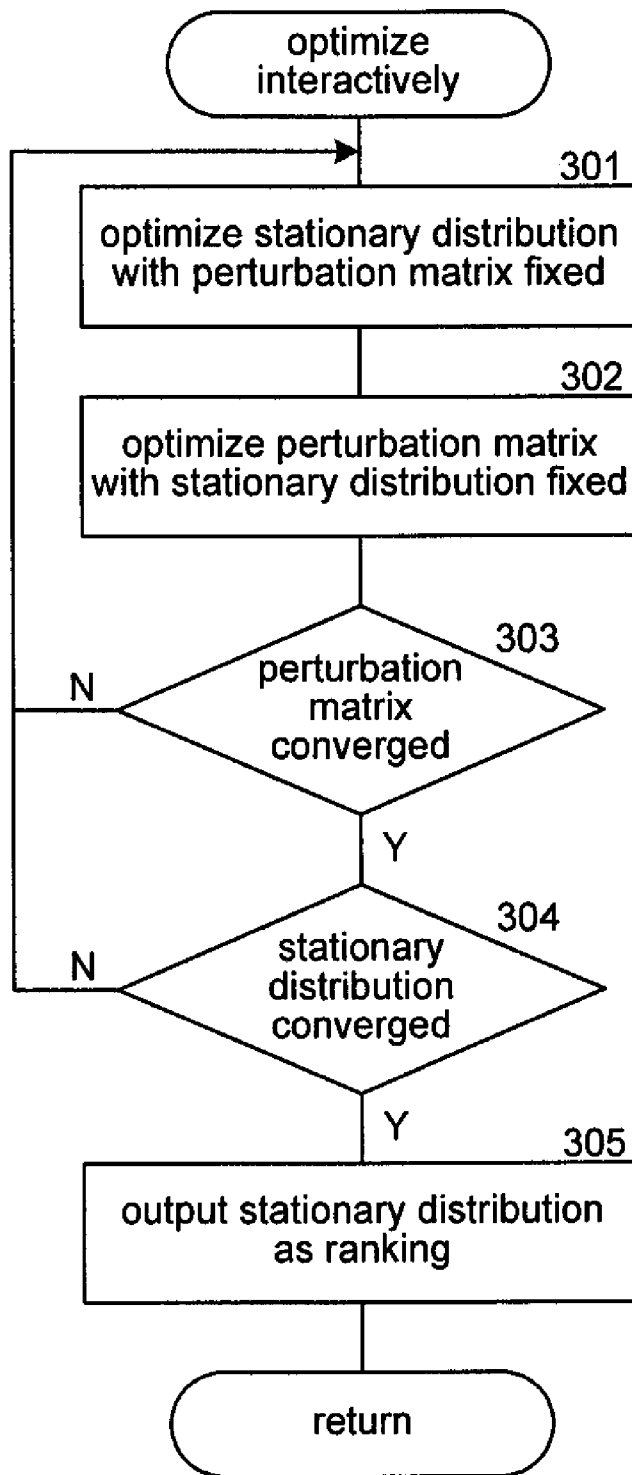 optimize
interactively
301
optimize stationary distribution
with perturbation matrix fixed
302
optimize perturbation matrix
with stationary distribution fixed
303
perturbation
matrix
converged
N
Y
304
stationary
distribution
converged
N
Y
305
output stationary distribution
as ranking
return